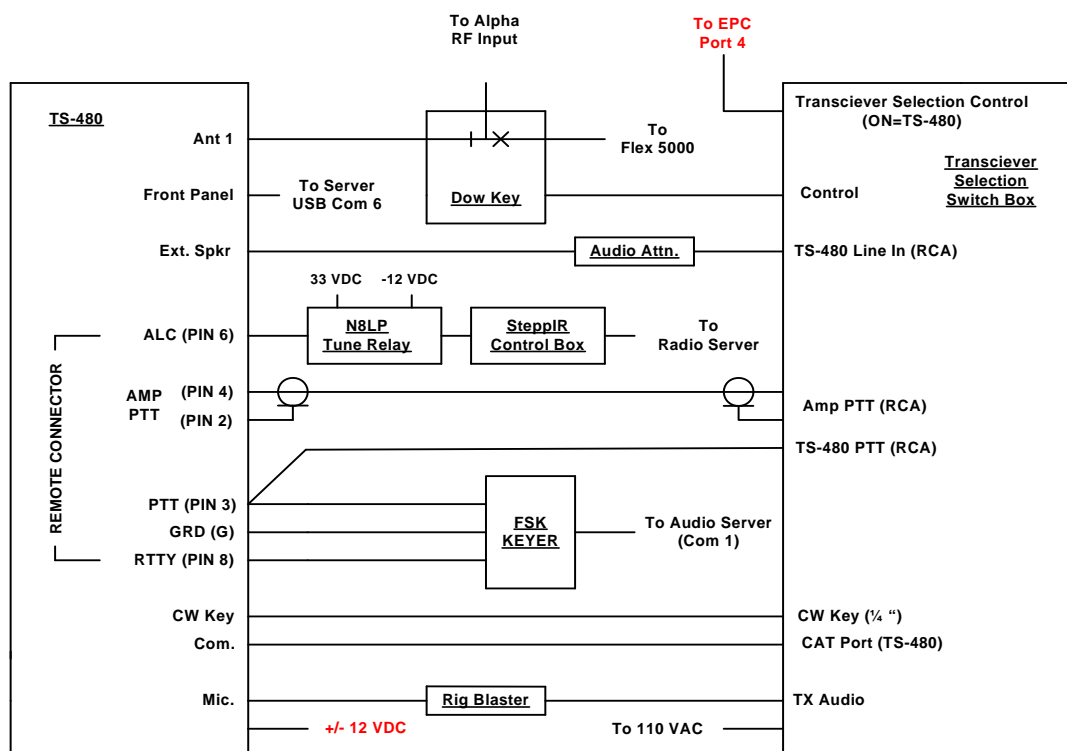 To Alpha
RF Input
To EPC
Port 4
TS-480
Transciever Selection Control
(ON=TS-480)
Ant 1
To
Flex 5000
Transciever
Selection
Switch Box
Front Panel
To Server
USB Com 6
Dow Key
Control
Ext. Spkr
Audio Attn.
TS-480 Line In (RCA)
33 VDC
-12 VDC
ALC (PIN 6)
N8LP
Tune Relay
SteppIR
Control Box
To
Radio Server
REMOTE CONNECTOR
AMP
PTT
(PIN 4)
(PIN 2)
Amp PTT (RCA)
TS-480 PTT (RCA)
PTT (PIN 3)
GRD (G)
RTTY (PIN 8)
FSK
KEYER
To Audio Server
(Com 1)
CW Key
CW Key (¼ “)
Com.
CAT Port (TS-480)
Mic.
Rig Blaster
TX Audio
+/- 12 VDC
To 110 VAC